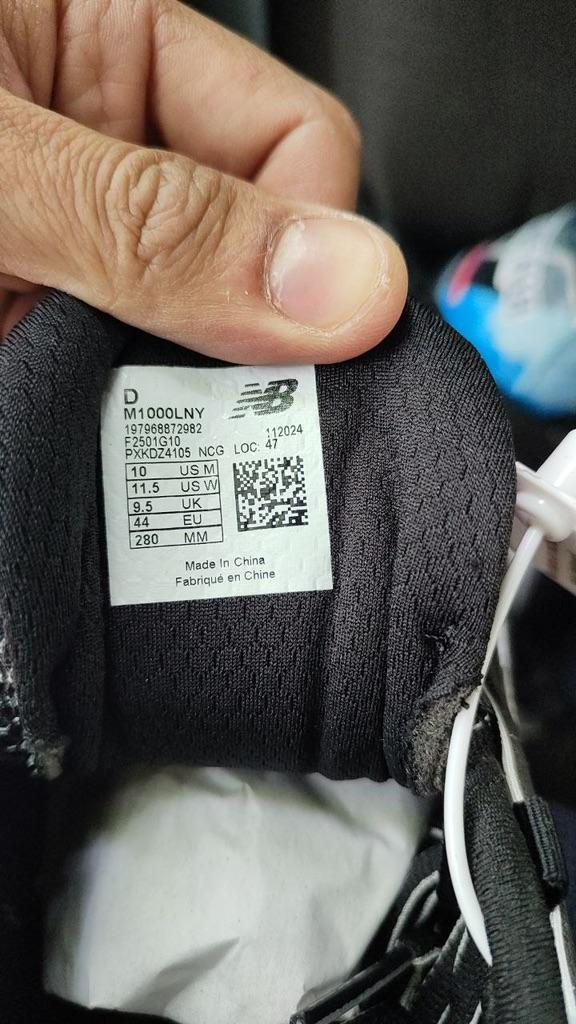 D
M1000LNY NB
197968872982
F2501G10 112024
PXKDZ4105 NCG LOC: 47
10 US M
11.5 US W
9.5 UK
44 EU
280 MM
Made In China
Fabriqué en Chine